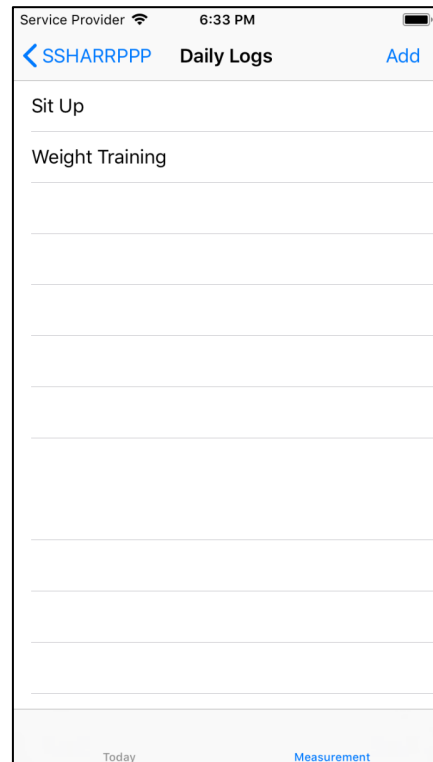 Service Provider 6:33 PM
SSHARRPPP Daily Logs Add
Sit Up
Weight Training
Today Measurement